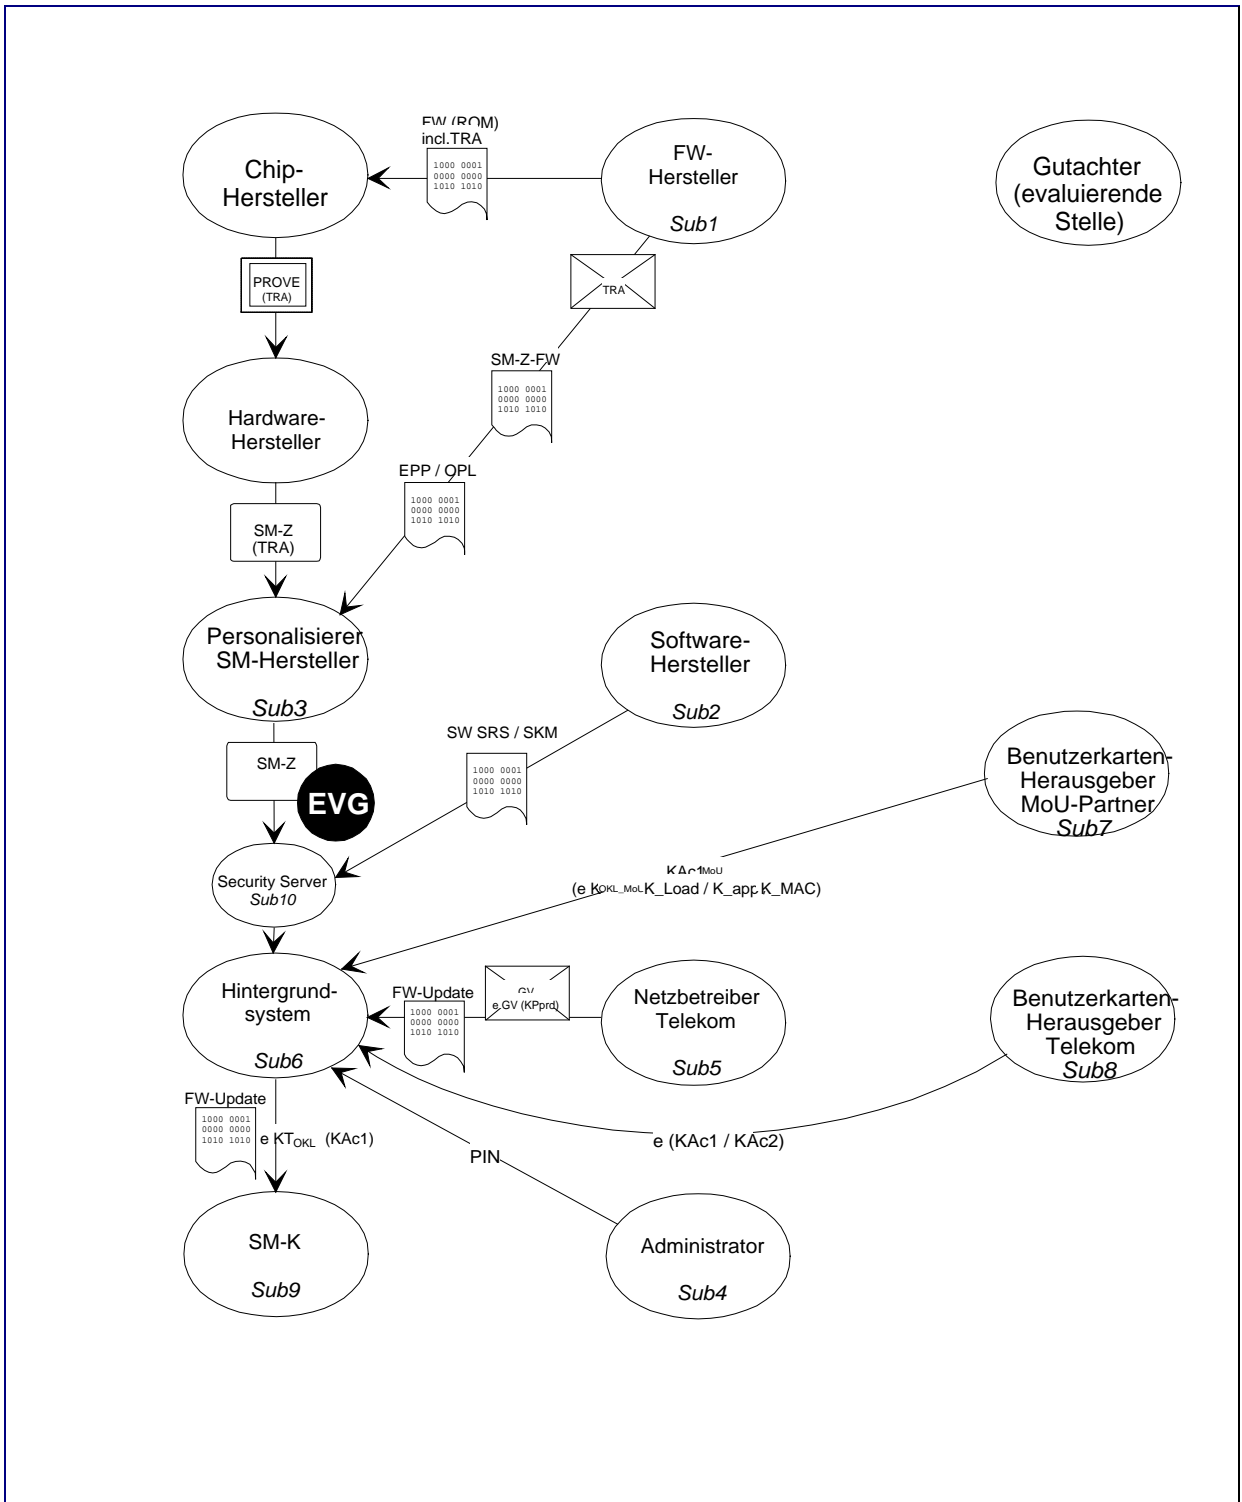 FW (ROM)
incl.TRA
1000 0001
0000 0000
1010 1010
Chip-
Hersteller
FW-
Hersteller
Sub1
Gutachter
(evaluierende
Stelle)
PROVE
(TRA)
TRA
SM-Z-FW
1000 0001
0000 0000
1010 1010
Hardware-
Hersteller
EPP / OPL
1000 0001
0000 0000
1010 1010
SM-Z
(TRA)
Personalisierer
SM-Hersteller
Sub3
Software-
Hersteller
Sub2
SW SRS / SKM
1000 0001
0000 0000
1010 1010
SM-Z
EVG
Benutzerkarten-
Herausgeber
MoU-Partner
Sub7
Security Server
Sub10
KAc1MoU
(e KOKL_MoU K_Load / K_app K_MAC)
Hintergrund-
system
Sub6
FW-Update
1000 0001
0000 0000
1010 1010
GV
e GV (KPprd)
Netzbetreiber
Telekom
Sub5
Benutzerkarten-
Herausgeber
Telekom
Sub8
FW-Update
1000 0001
0000 0000
1010 1010
e KTOKL (KAc1)
e (KAc1 / KAc2)
PIN
SM-K
Sub9
Administrator
Sub4